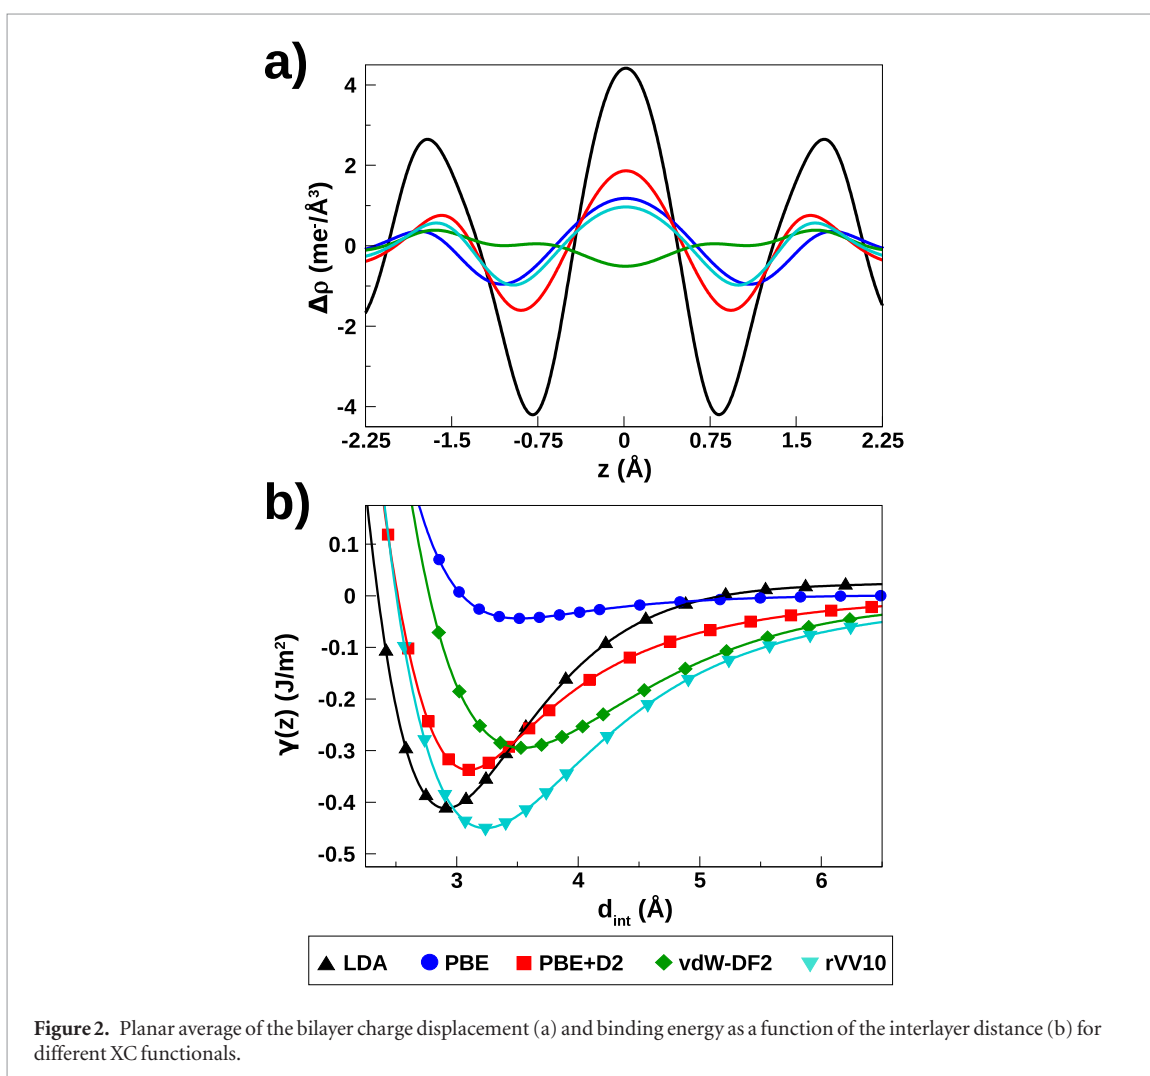 a)
4
2
0
-2
-4
Δρ (me-/Å³)
-2.25 -1.5 -0.75 0 0.75 1.5 2.25
z (Å)
b)
0.1
0
-0.1
-0.2
-0.3
-0.4
-0.5
γ(z) (J/m²)
3 4 5 6
d_int (Å)
LDA PBE PBE+D2 vdW-DF2 rVV10
Figure 2. Planar average of the bilayer charge displacement (a) and binding energy as a function of the interlayer distance (b) for
different XC functionals.